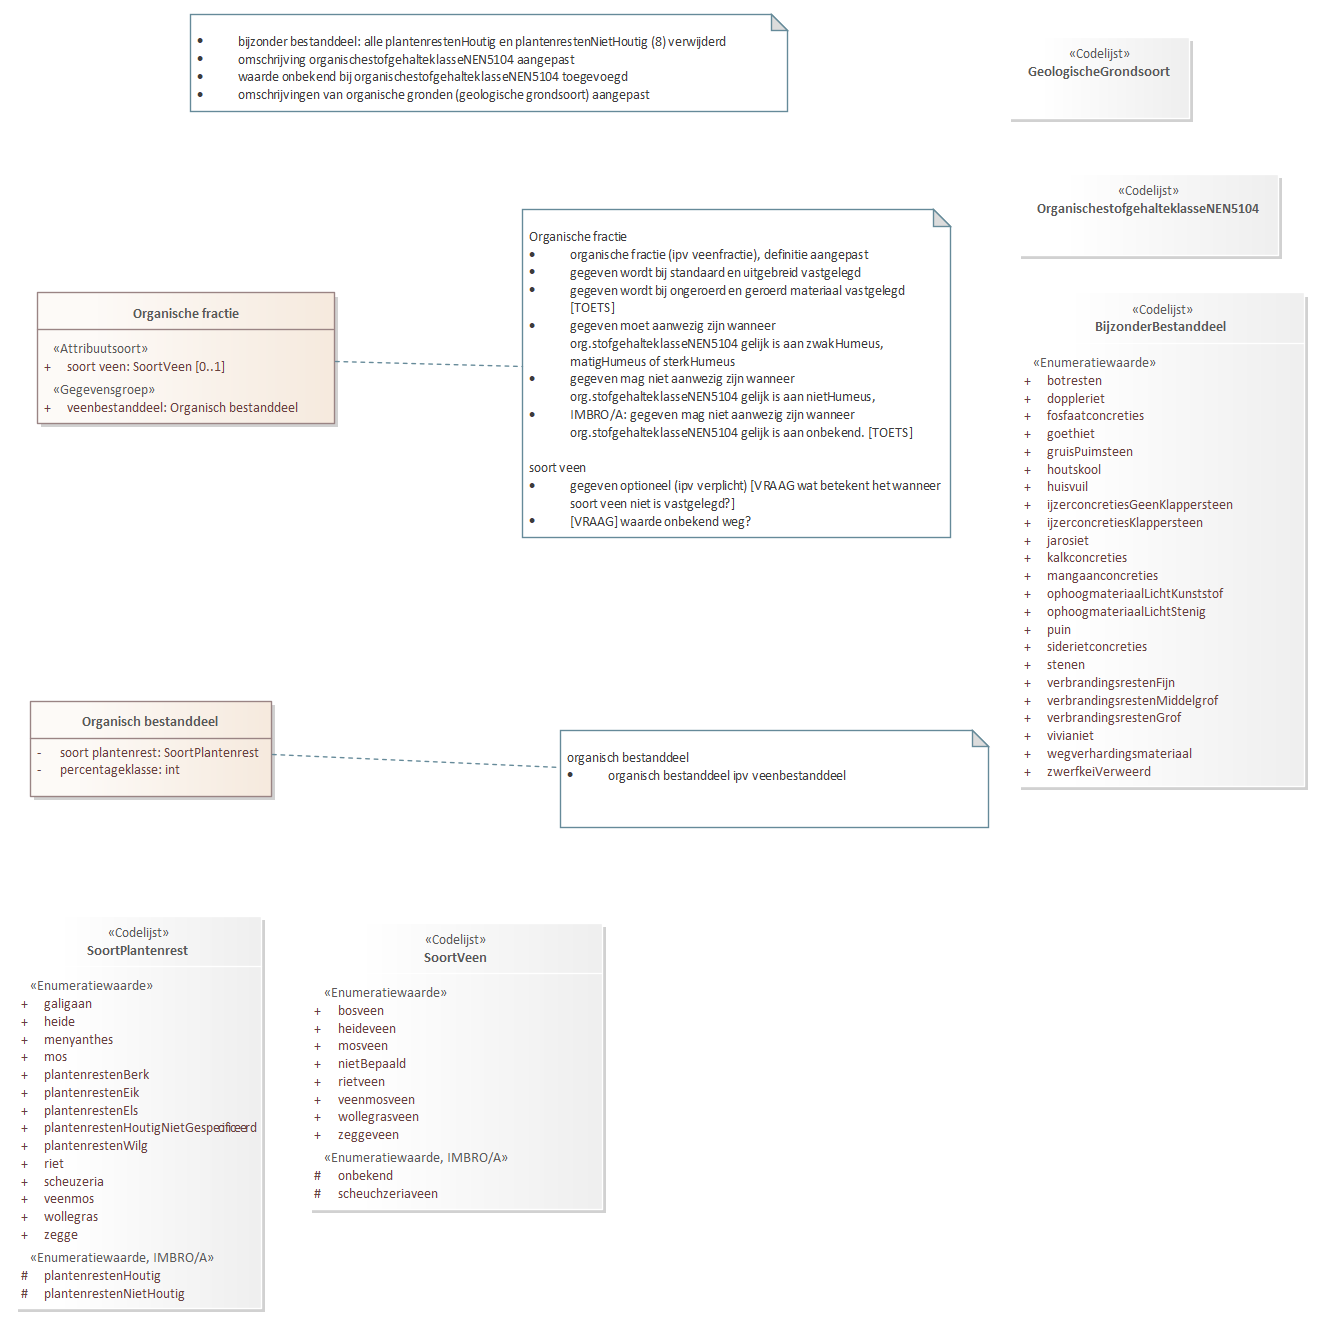 • bijzonder bestanddeel: alle plantenrestenHoutig en plantenrestenNietHoutig (8) verwijderd
• omschrijving organischestofgehalteklasseNEN5104 aangepast
• waarde onbekend bij organischestofgehalteklasseNEN5104 toegevoegd
• omschrijvingen van organische gronden (geologische grondsoort) aangepast
«Codelijst»
GeologischeGrondsoort
«Codelijst»
OrganischestofgehalteklasseNEN5104
Organische fractie
• organische fractie (ipv veenfractie), definitie aangepast
• gegeven wordt bij standaard en uitgebreid vastgelegd
• gegeven wordt bij ongeroerd en geroerd materiaal vastgelegd
[TOETS]
• gegeven moet aanwezig zijn wanneer
org.stofgehalteklasseNEN5104 gelijk is aan zwakHumeus,
matigHumeus of sterkHumeus
• gegeven mag niet aanwezig zijn wanneer
org.stofgehalteklasseNEN5104 gelijk is aan nietHumeus,
• IMBRO/A: gegeven mag niet aanwezig zijn wanneer
org.stofgehalteklasseNEN5104 gelijk is aan onbekend. [TOETS]
soort veen
• gegeven optioneel (ipv verplicht) [VRAAG wat betekent het wanneer
soort veen niet is vastgelegd?]
• [VRAAG] waarde onbekend weg?
Organische fractie
«Attribuutsoort»
+ soort veen: SoortVeen [0..1]
«Gegevensgroep»
+ veenbestanddeel: Organisch bestanddeel
«Codelijst»
BijzonderBestanddeel
«Enumeratiewaarde»
+ botresten
+ doppleriet
+ fosfaatconcreties
+ goethiet
+ gruisPuimsteen
+ houtskool
+ huisvuil
+ ijzerconcretiesGeenKlappersteen
+ ijzerconcretiesKlappersteen
+ jarosiet
+ kalkconcreties
+ mangaanconcreties
+ ophoogmateriaalLichtKunststof
+ ophoogmateriaalLichtStenig
+ puin
+ siderietconcreties
+ stenen
+ verbrandingsrestenFijn
+ verbrandingsrestenMiddelgrof
+ verbrandingsrestenGrof
+ vivianiet
+ wegverhardingsmateriaal
+ zwerfkeiVerweerd
Organisch bestanddeel
- soort plantenrest: SoortPlantenrest
- percentageklasse: int
organisch bestanddeel
• organisch bestanddeel ipv veenbestanddeel
«Codelijst»
SoortPlantenrest
«Enumeratiewaarde»
+ galigaan
+ heide
+ menyanthes
+ mos
+ plantenrestenBerk
+ plantenrestenEik
+ plantenrestenEls
+ plantenrestenHoutigNietGespecificeerd
+ plantenrestenWilg
+ riet
+ scheuzeria
+ veenmos
+ wollegras
+ zegge
«Enumeratiewaarde, IMBRO/A»
# plantenrestenHoutig
# plantenrestenNietHoutig
«Codelijst»
SoortVeen
«Enumeratiewaarde»
+ bosveen
+ heideveen
+ mosveen
+ nietBepaald
+ rietveen
+ veenmosveen
+ wollegrasveen
+ zeggeveen
«Enumeratiewaarde, IMBRO/A»
# onbekend
# scheuchzeriaveen